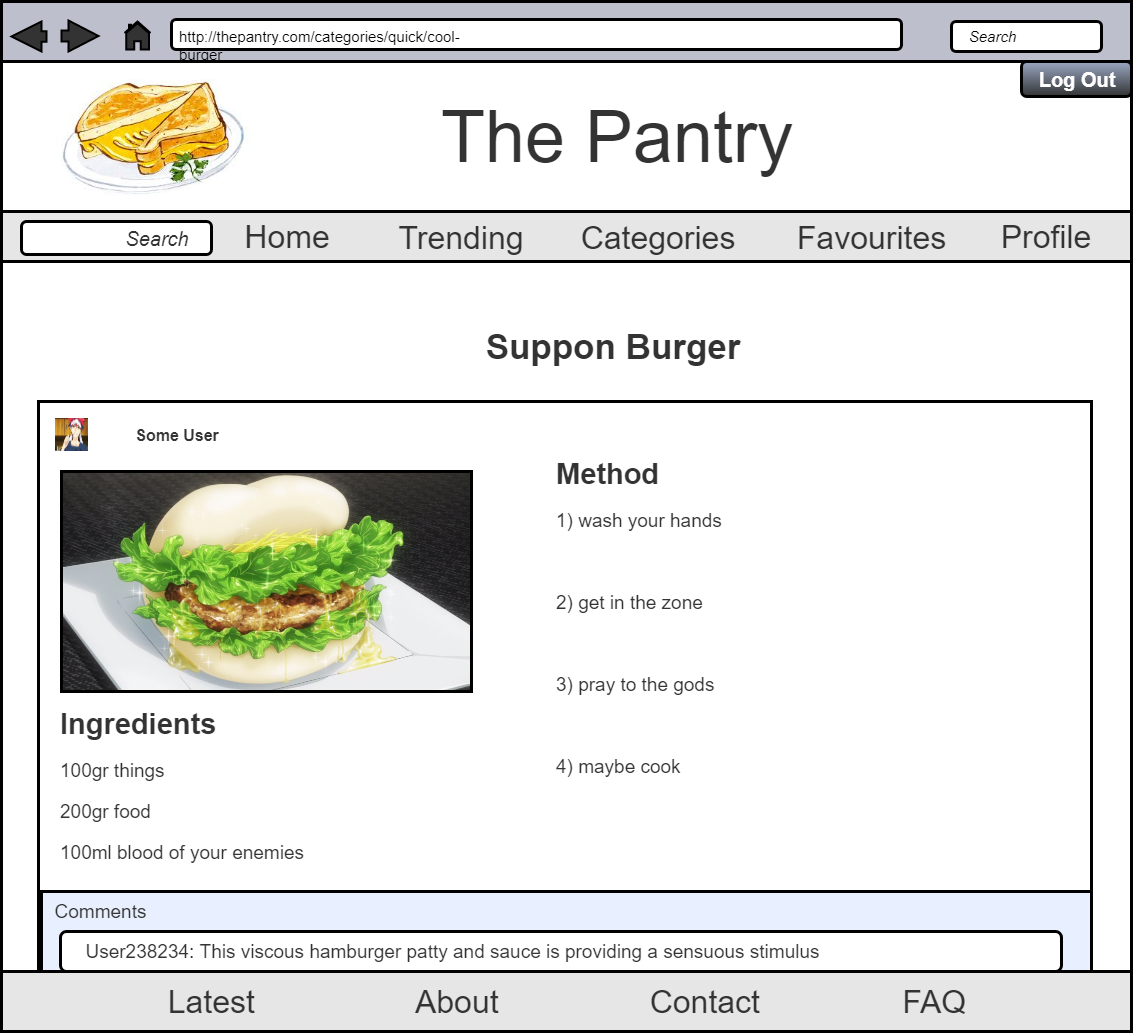 http://thepantry.com/categories/quick/cool-
burger
Search
Log Out
The Pantry
Search
Home
Trending
Categories
Favourites
Profile
Suppon Burger
Some User
Method
1) wash your hands
2) get in the zone
3) pray to the gods
4) maybe cook
Ingredients
100gr things
200gr food
100ml blood of your enemies
Comments
User238234: This viscous hamburger patty and sauce is providing a sensuous stimulus
Latest
About
Contact
FAQ